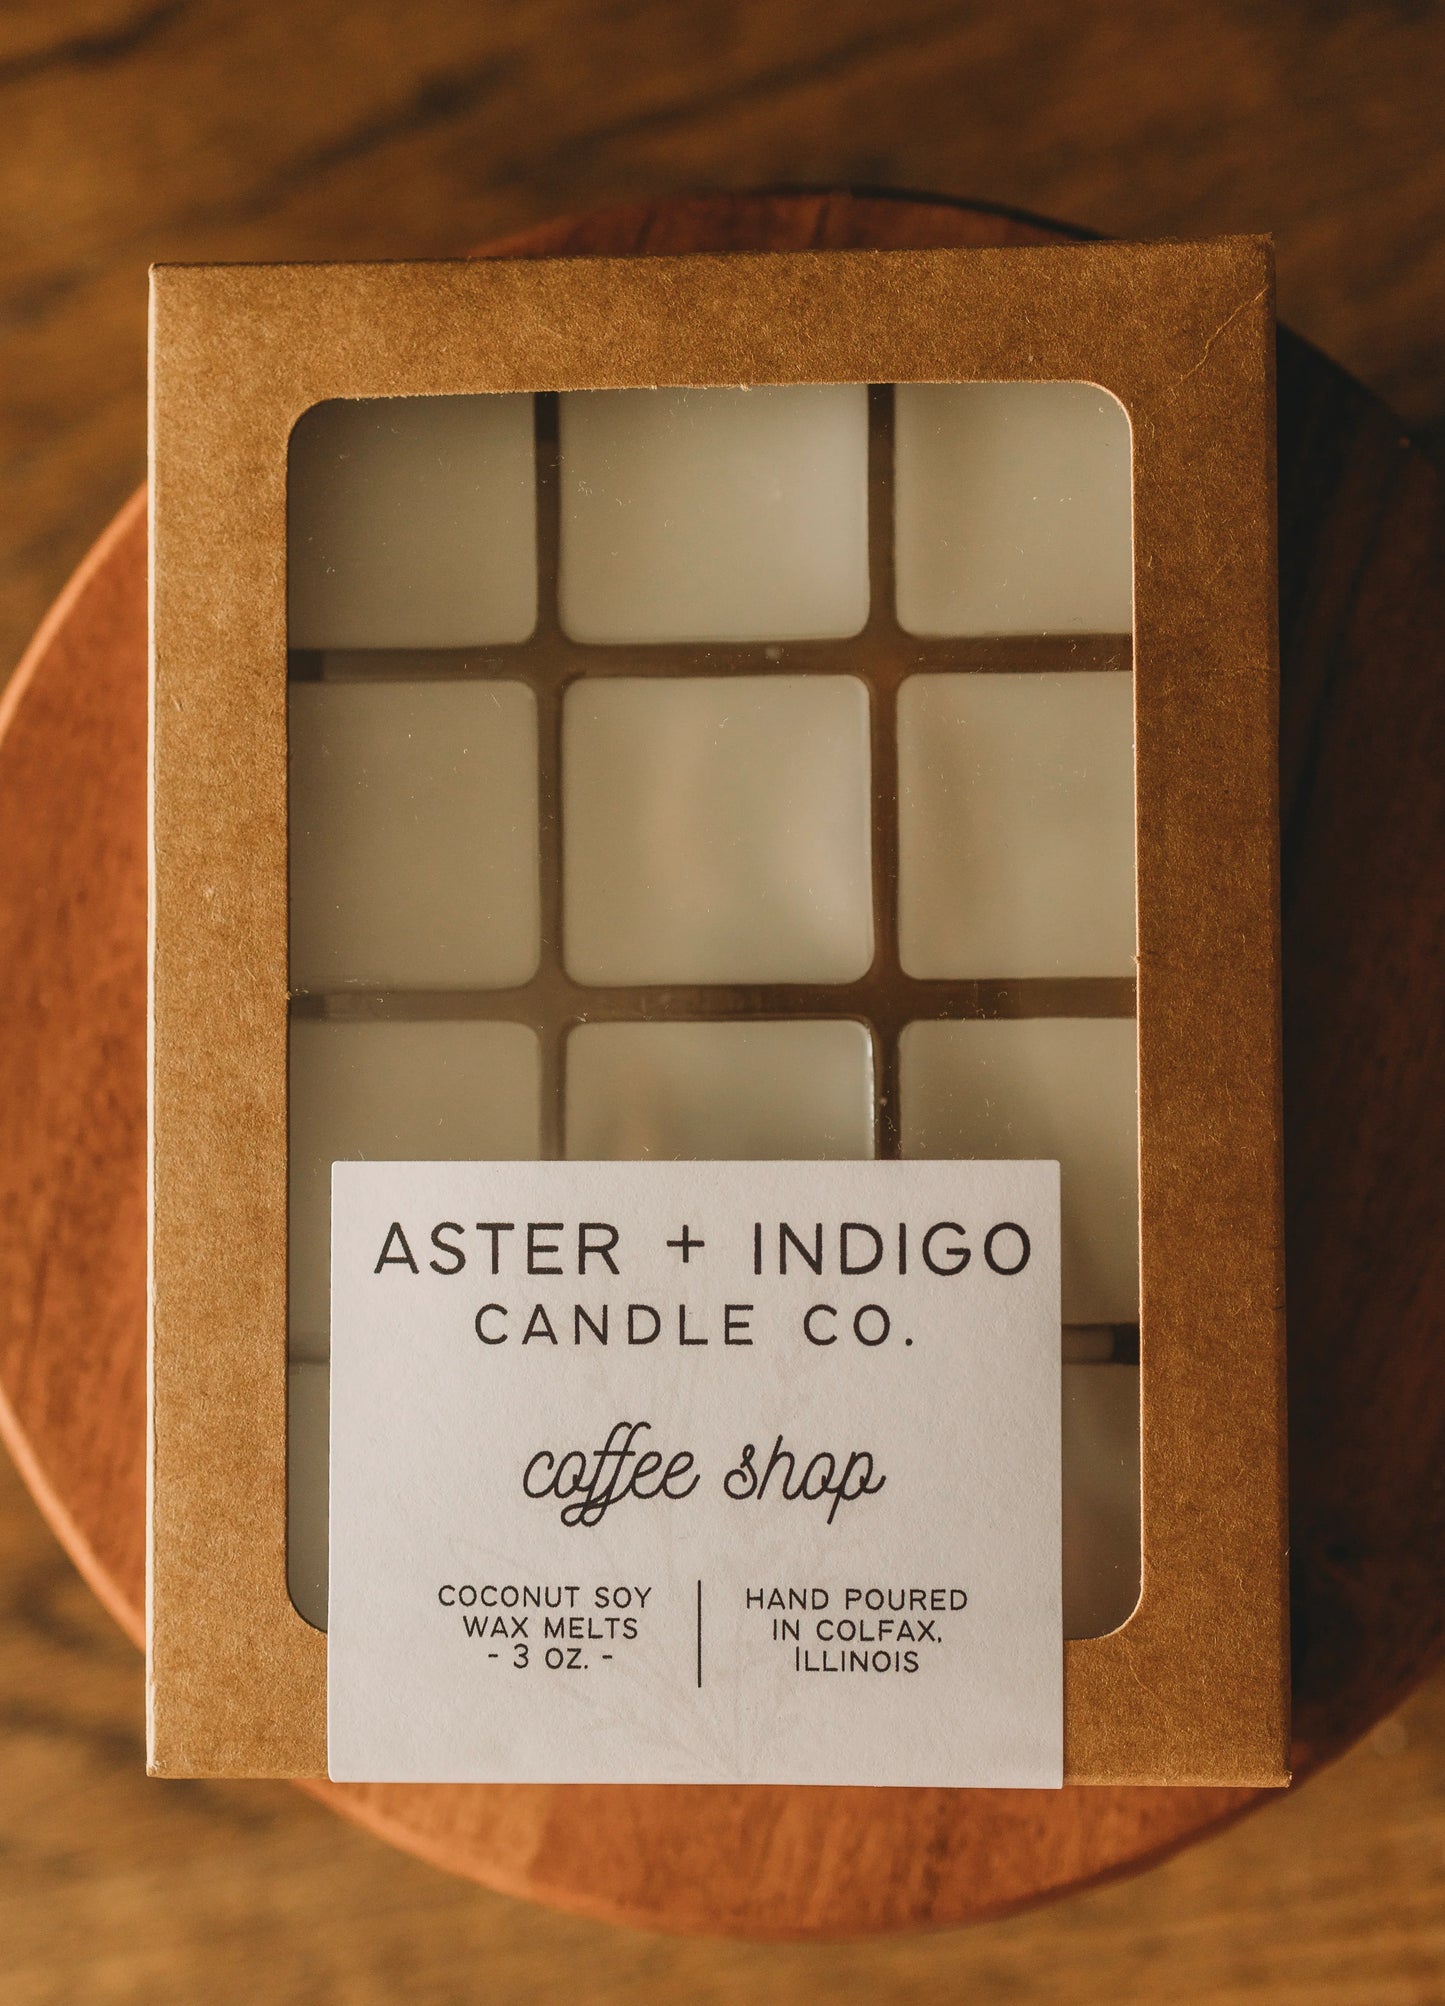 ASTER + INDIGO
CANDLE CO.
coffee shop
COCONUT SOY
WAX MELTS
- 3 OZ. -
HAND POURED
IN COLFAX,
ILLINOIS